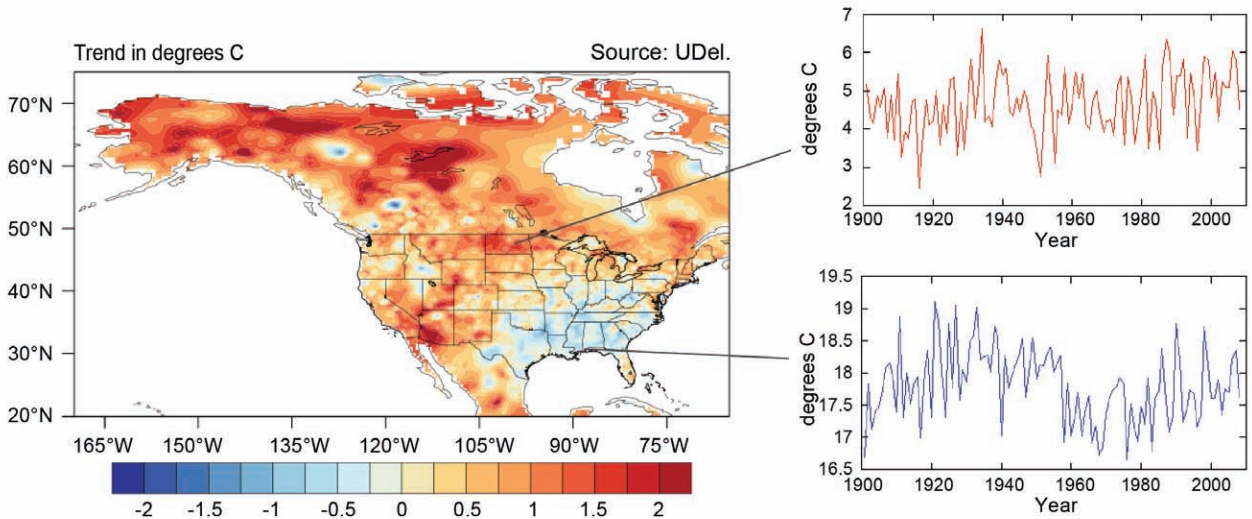 Trend in degrees C Source: UDel.
70°N
60°N
50°N
40°N
30°N
20°N
165°W 150°W 135°W 120°W 105°W 90°W 75°W
-2 -1.5 -1 -0.5 0 0.5 1 1.5 2
7
6
5
4
3
2
degrees C
1900 1920 1940 1960 1980 2000
Year
19.5
19
18.5
18
17.5
17
16.5
degrees C
1900 1920 1940 1960 1980 2000
Year